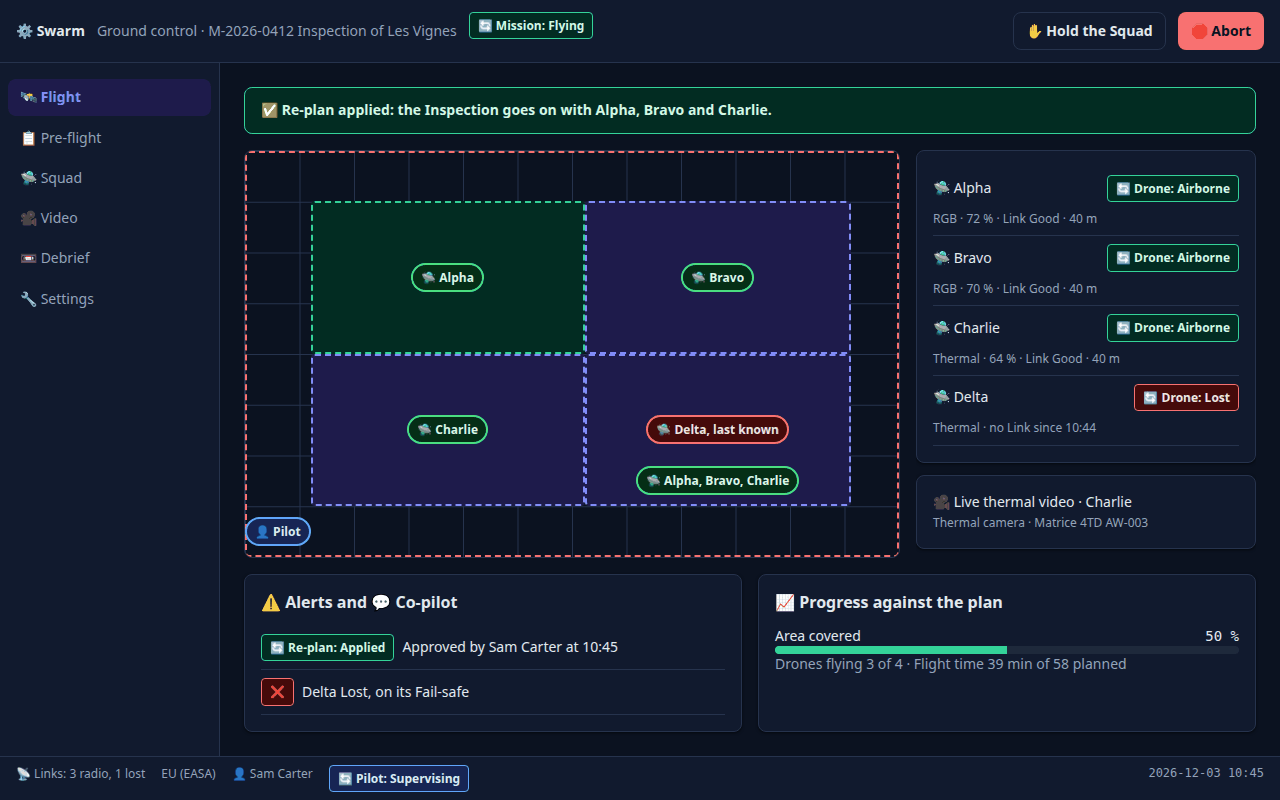 ⚙️ Swarm Ground control · M-2026-0412 Inspection of Les Vignes 🔄 Mission: Flying ✋ Hold the Squad 🛑 Abort
🛰️ Flight
📋 Pre-flight
🛸 Squad
🎥 Video
📼 Debrief
🔧 Settings
✅ Re-plan applied: the Inspection goes on with Alpha, Bravo and Charlie.
🛸 Alpha
🛸 Bravo
🛸 Charlie
🛸 Delta, last known
🛸 Alpha, Bravo, Charlie
👤 Pilot
🛸 Alpha 🔄 Drone: Airborne
RGB · 72 % · Link Good · 40 m
🛸 Bravo 🔄 Drone: Airborne
RGB · 70 % · Link Good · 40 m
🛸 Charlie 🔄 Drone: Airborne
Thermal · 64 % · Link Good · 40 m
🛸 Delta 🔄 Drone: Lost
Thermal · no Link since 10:44
🎥 Live thermal video · Charlie
Thermal camera · Matrice 4TD AW-003
⚠️ Alerts and 💬 Co-pilot
🔄 Re-plan: Applied Approved by Sam Carter at 10:45
❌ Delta Lost, on its Fail-safe
📈 Progress against the plan
Area covered 50 %
Drones flying 3 of 4 · Flight time 39 min of 58 planned
📡 Links: 3 radio, 1 lost EU (EASA) 👤 Sam Carter 🔄 Pilot: Supervising 2026-12-03 10:45